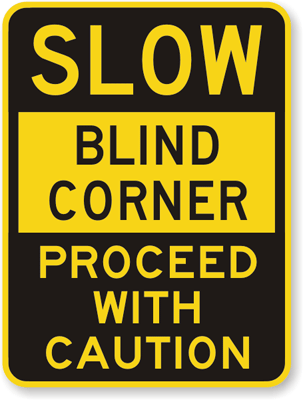 SLOW
BLIND
CORNER
PROCEED
WITH
CAUTION